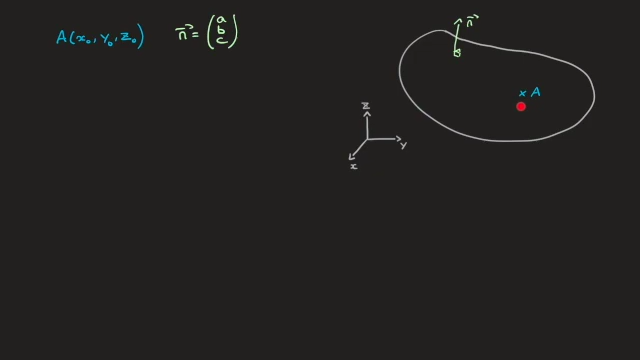 A(x₀, y₀, z₀)
n⃗ = (a b c)
n⃗
A
z
y
x